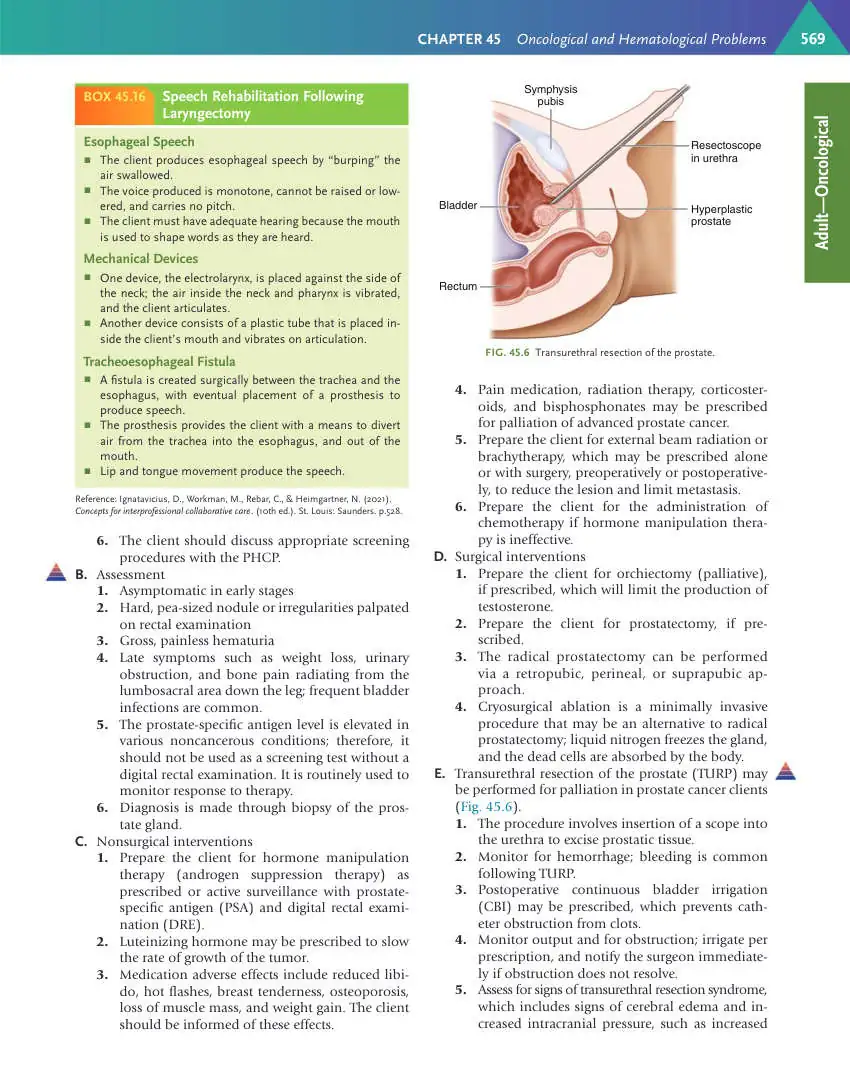 CHAPTER 45 Oncological and Hematological Problems 569
BOX 45.16 Speech Rehabilitation Following
Laryngectomy
Esophageal Speech
■ The client produces esophageal speech by “burping” the
air swallowed.
■ The voice produced is monotone, cannot be raised or low-
ered, and carries no pitch.
■ The client must have adequate hearing because the mouth
is used to shape words as they are heard.
Mechanical Devices
■ One device, the electrolarynx, is placed against the side of
the neck; the air inside the neck and pharynx is vibrated,
and the client articulates.
■ Another device consists of a plastic tube that is placed in-
side the client’s mouth and vibrates on articulation.
Tracheoesophageal Fistula
■ A fistula is created surgically between the trachea and the
esophagus, with eventual placement of a prosthesis to
produce speech.
■ The prosthesis provides the client with a means to divert
air from the trachea into the esophagus, and out of the
mouth.
■ Lip and tongue movement produce the speech.
Reference: Ignatavicius, D., Workman, M., Rebar, C., & Heimgartner, N. (2021).
Concepts for interprofessional collaborative care. (10th ed.). St. Louis: Saunders. p.528.
6. The client should discuss appropriate screening
procedures with the PHCP.
B. Assessment
1. Asymptomatic in early stages
2. Hard, pea-sized nodule or irregularities palpated
on rectal examination
3. Gross, painless hematuria
4. Late symptoms such as weight loss, urinary
obstruction, and bone pain radiating from the
lumbosacral area down the leg; frequent bladder
infections are common.
5. The prostate-specific antigen level is elevated in
various noncancerous conditions; therefore, it
should not be used as a screening test without a
digital rectal examination. It is routinely used to
monitor response to therapy.
6. Diagnosis is made through biopsy of the pros-
tate gland.
C. Nonsurgical interventions
1. Prepare the client for hormone manipulation
therapy (androgen suppression therapy) as
prescribed or active surveillance with prostate-
specific antigen (PSA) and digital rectal exami-
nation (DRE).
2. Luteinizing hormone may be prescribed to slow
the rate of growth of the tumor.
3. Medication adverse effects include reduced libi-
do, hot flashes, breast tenderness, osteoporosis,
loss of muscle mass, and weight gain. The client
should be informed of these effects.
Symphysis
pubis
Resectoscope
in urethra
Bladder
Hyperplastic
prostate
Rectum
FIG. 45.6 Transurethral resection of the prostate.
4. Pain medication, radiation therapy, corticoster-
oids, and bisphosphonates may be prescribed
for palliation of advanced prostate cancer.
5. Prepare the client for external beam radiation or
brachytherapy, which may be prescribed alone
or with surgery, preoperatively or postoperative-
ly, to reduce the lesion and limit metastasis.
6. Prepare the client for the administration of
chemotherapy if hormone manipulation thera-
py is ineffective.
D. Surgical interventions
1. Prepare the client for orchiectomy (palliative),
if prescribed, which will limit the production of
testosterone.
2. Prepare the client for prostatectomy, if pre-
scribed.
3. The radical prostatectomy can be performed
via a retropubic, perineal, or suprapubic ap-
proach.
4. Cryosurgical ablation is a minimally invasive
procedure that may be an alternative to radical
prostatectomy; liquid nitrogen freezes the gland,
and the dead cells are absorbed by the body.
E. Transurethral resection of the prostate (TURP) may
be performed for palliation in prostate cancer clients
(Fig. 45.6).
1. The procedure involves insertion of a scope into
the urethra to excise prostatic tissue.
2. Monitor for hemorrhage; bleeding is common
following TURP.
3. Postoperative continuous bladder irrigation
(CBI) may be prescribed, which prevents cath-
eter obstruction from clots.
4. Monitor output and for obstruction; irrigate per
prescription, and notify the surgeon immediate-
ly if obstruction does not resolve.
5. Assess for signs of transurethral resection syndrome,
which includes signs of cerebral edema and in-
creased intracranial pressure, such as increased
Adult—Oncological